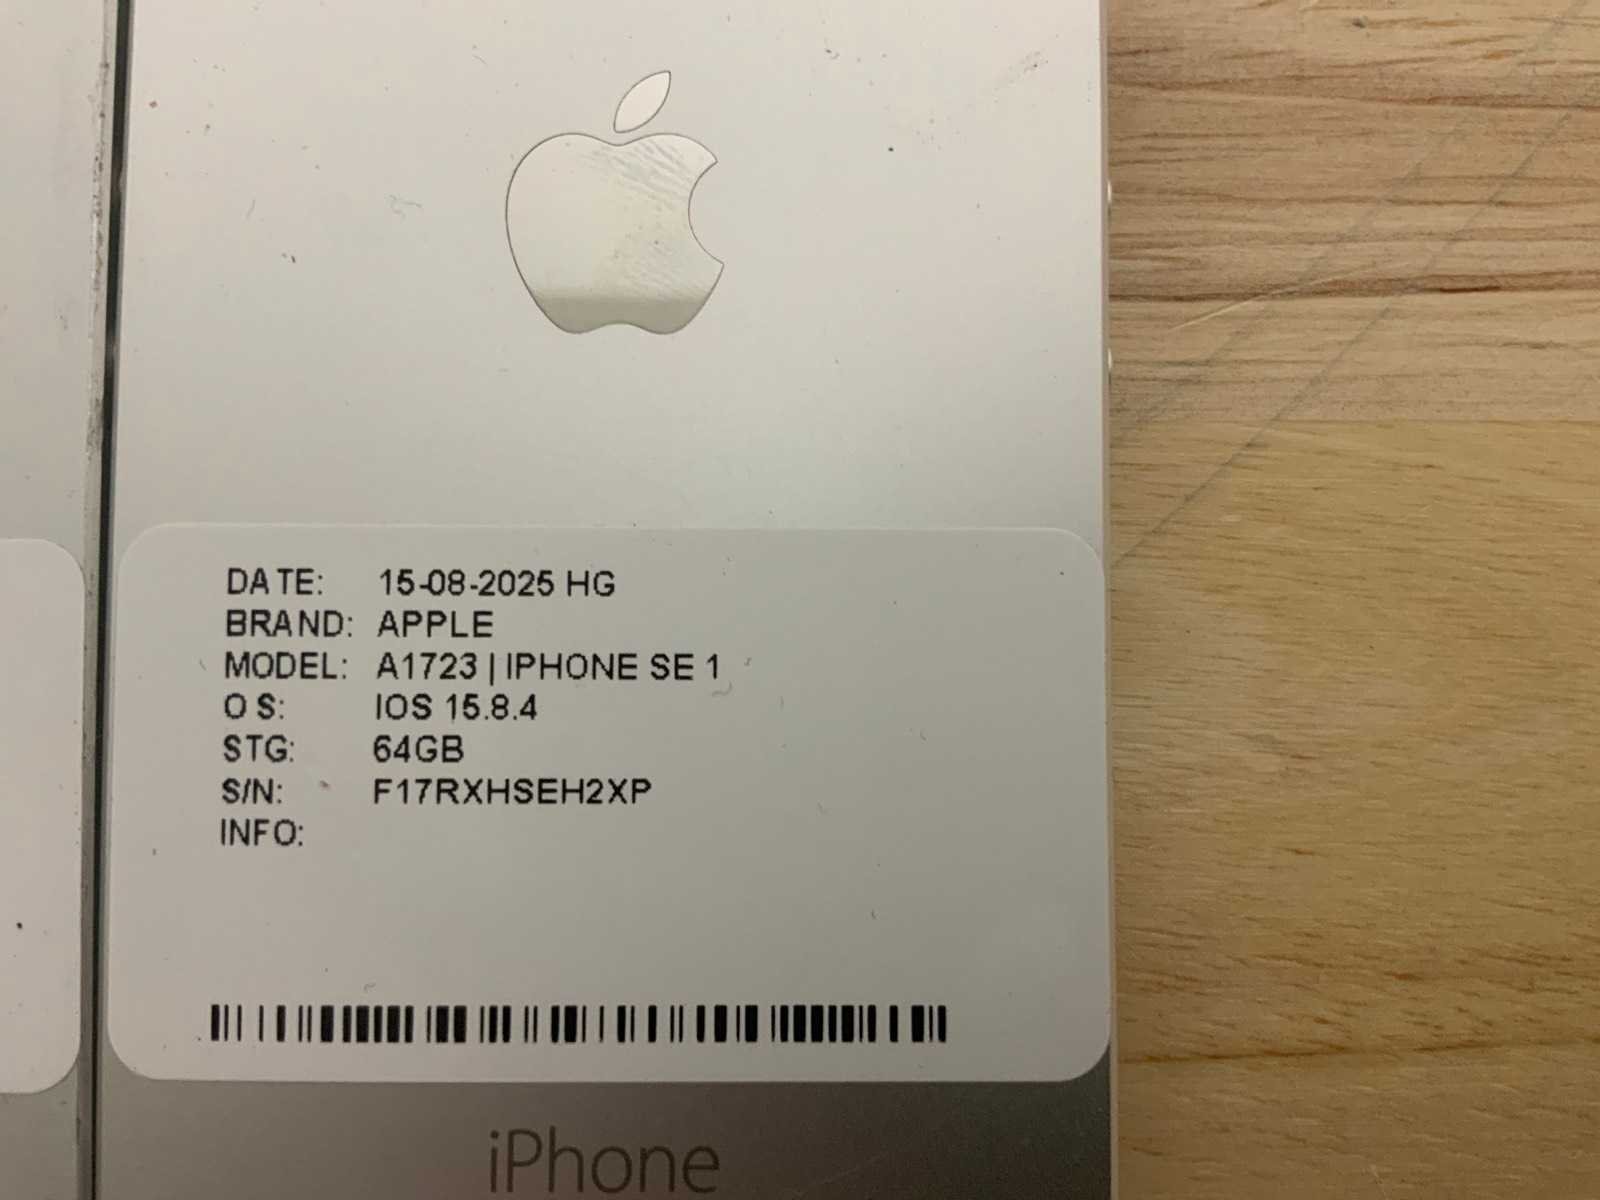 DATE: 15-08-2025 HG
BRAND: APPLE
MODEL: A1723 | IPHONE SE 1
O S: IOS 15.8.4
STG: 64GB
S/N: F17RXHSEH2XP
INFO:
iPhone